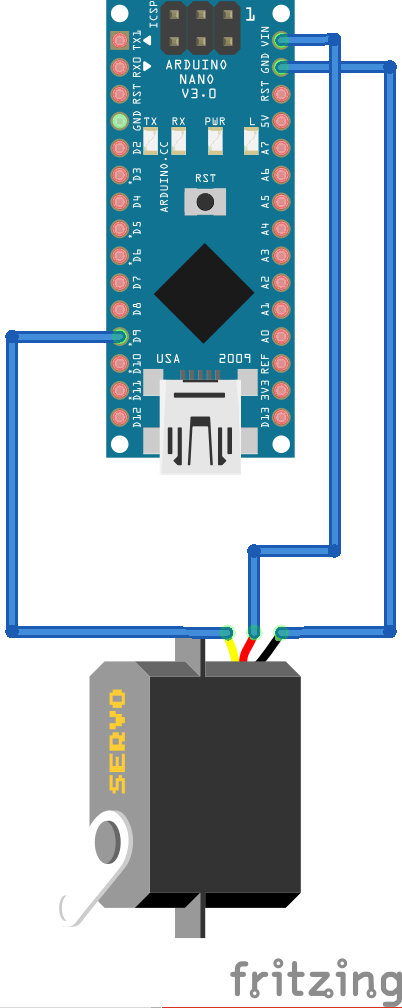 ICSP
1
TX1
RX0
RST
GND
D2
D3
D4
D5
D6
D7
D8
D9
D10
D11
D12
ARDUINO
NANO
V3.0
TX RX PWR L
ARDUINO.CC
RST
USA 2009
VIN
GND
RST
5V
A7
A6
A5
A4
A3
A2
A1
A0
REF
3V3
D13
SERVO
fritzing